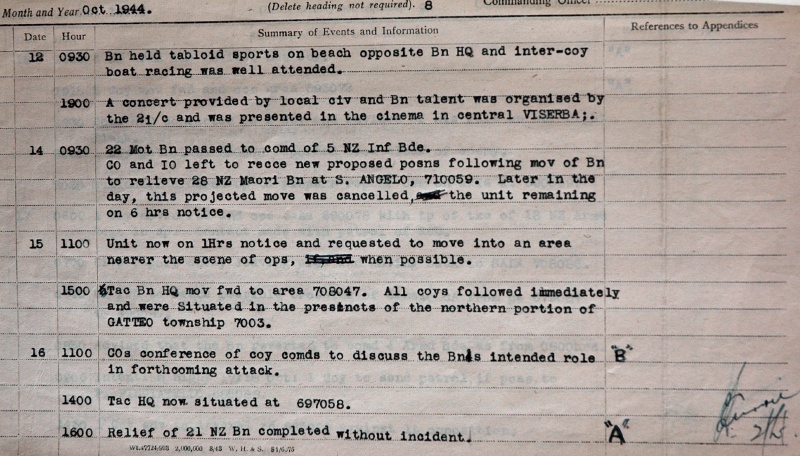 Month and Year Oct 1944. (Delete heading not required). 8 Commanding Officer
Date Hour Summary of Events and Information References to Appendices
12 0930 Bn held tabloid sports on beach opposite Bn HQ and inter-coy
boat racing was well attended.
1900 A concert provided by local civ and Bn talent was organised by
the 2i/c and was presented in the cinema in central VISERBA;.
14 0930 22 Mot Bn passed to comd of 5 NZ Inf Bde.
CO and IO left to recce new proposed posns following mov of Bn
to relieve 28 NZ Maori Bn at S. ANGELO, 710059. Later in the
day, this projected move was cancelled, and the unit remaining
on 6 hrs notice.
15 1100 Unit now on 1Hrs notice and requested to move into an area
nearer the scene of ops, when possible.
1500 Tac Bn HQ mov fwd to area 708047. All coys followed immediately
and were Situated in the presincts of the northern portion of
GATTEO township 7003.
16 1100 COs conference of coy comds to discuss the Bn's intended role "B"
in forthcoming attack.
1400 Tac HQ now situated at 697058.
1600 Relief of 21 NZ Bn completed without incident. "A"